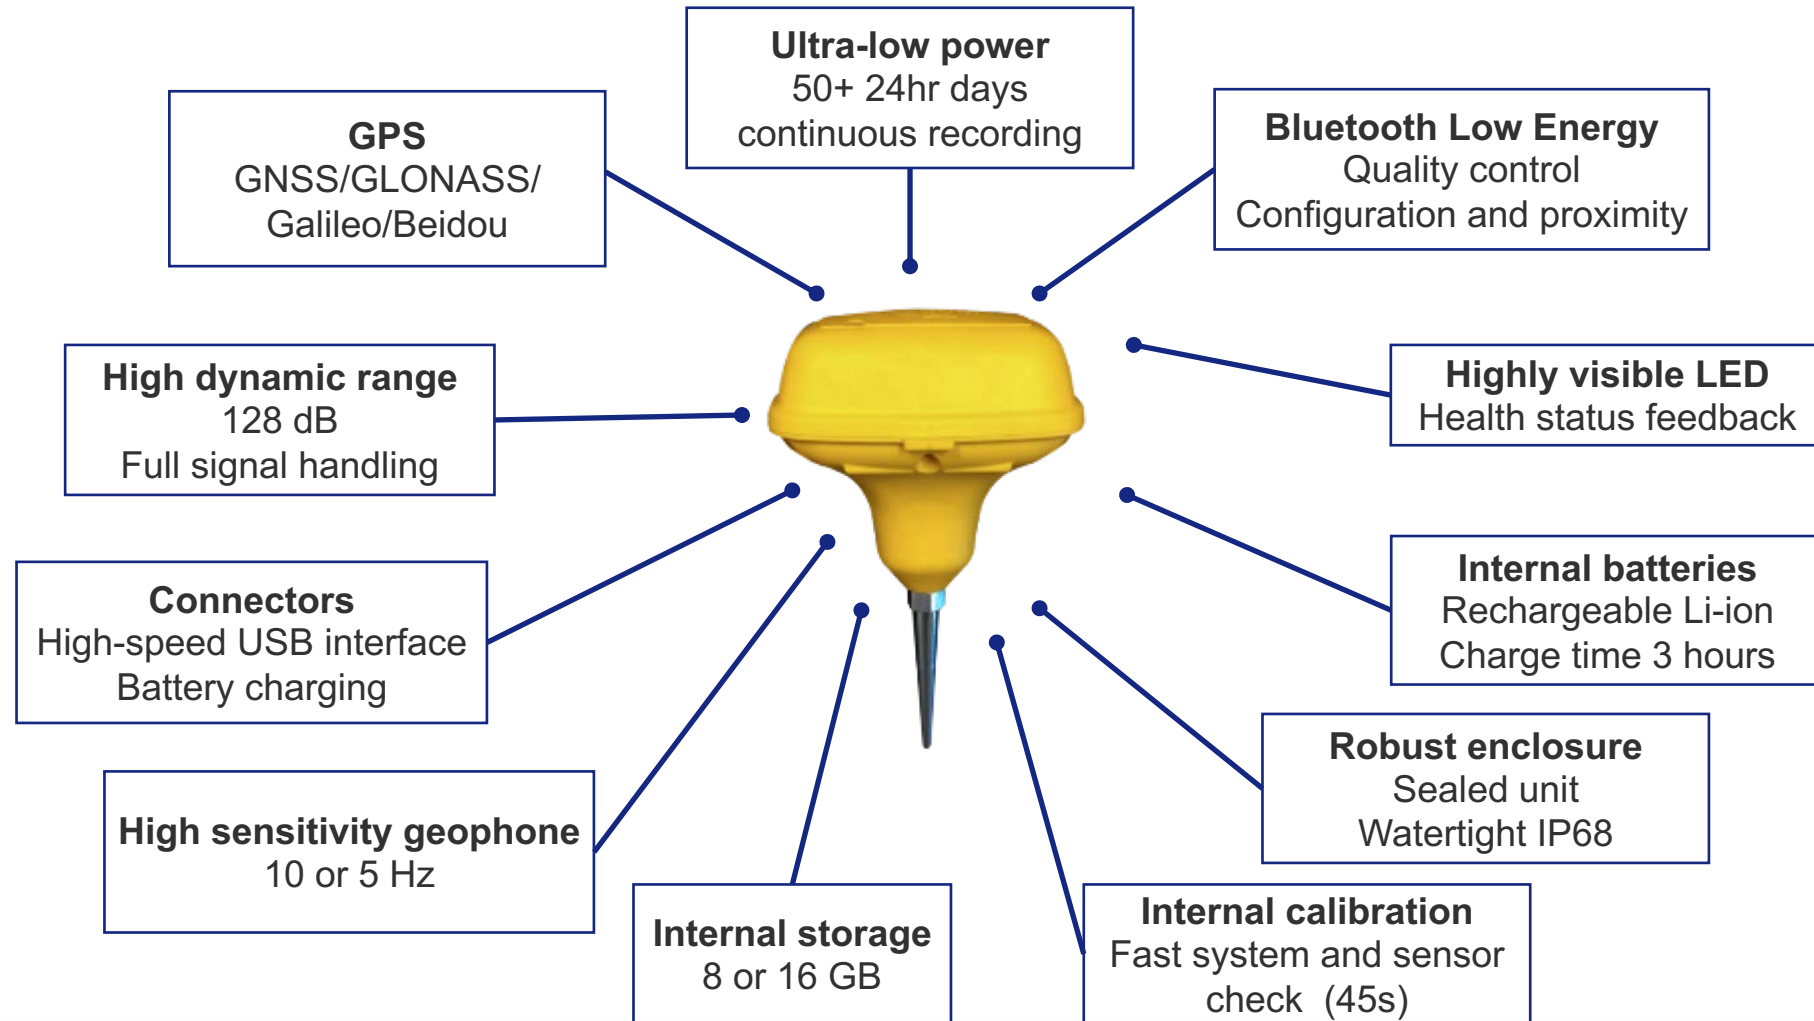 Ultra-low power
50+ 24hr days
continuous recording
GPS
GNSS/GLONASS/
Galileo/Beidou
Bluetooth Low Energy
Quality control
Configuration and proximity
High dynamic range
128 dB
Full signal handling
Highly visible LED
Health status feedback
Connectors
High-speed USB interface
Battery charging
Internal batteries
Rechargeable Li-ion
Charge time 3 hours
High sensitivity geophone
10 or 5 Hz
Robust enclosure
Sealed unit
Watertight IP68
Internal storage
8 or 16 GB
Internal calibration
Fast system and sensor
check (45s)